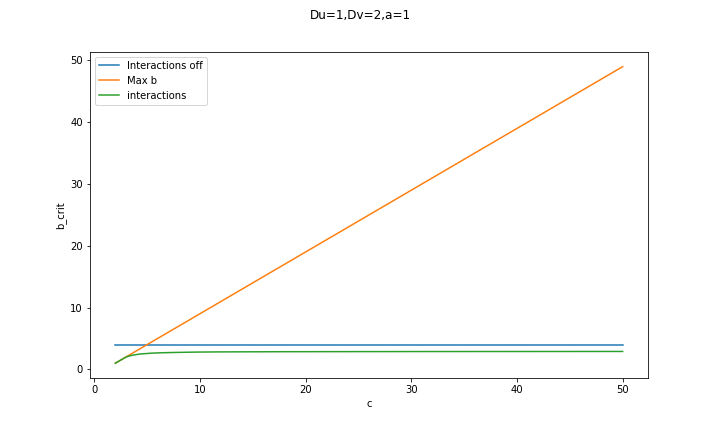 Du=1,Dv=2,a=1
Interactions off
Max b
interactions
b_crit
50
40
30
20
10
0
0
10
20
30
40
50
c